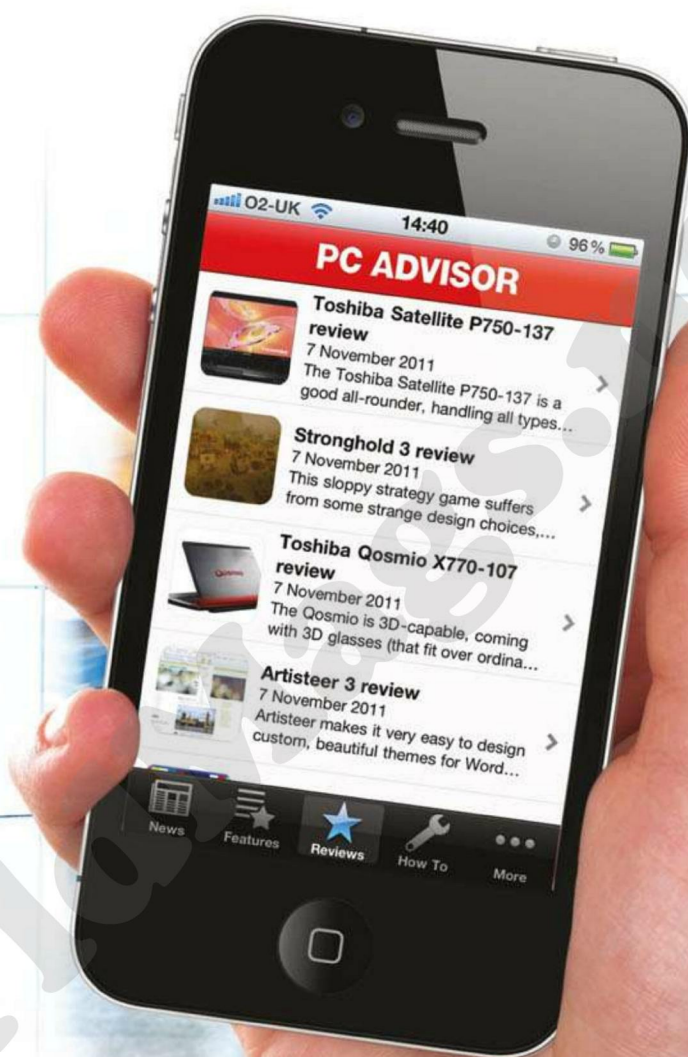 O2-UK 14:40 96%
PC ADVISOR
Toshiba Satellite P750-137
review
7 November 2011
The Toshiba Satellite P750-137 is a
good all-rounder, handling all types...
Stronghold 3 review
7 November 2011
This sloppy strategy game suffers
from some strange design choices,...
Toshiba Qosmio X770-107
review
7 November 2011
The Qosmio is 3D-capable, coming
with 3D glasses (that fit over ordina...
Artisteer 3 review
7 November 2011
Artisteer makes it very easy to design
custom, beautiful themes for Word...
News Features Reviews How To More